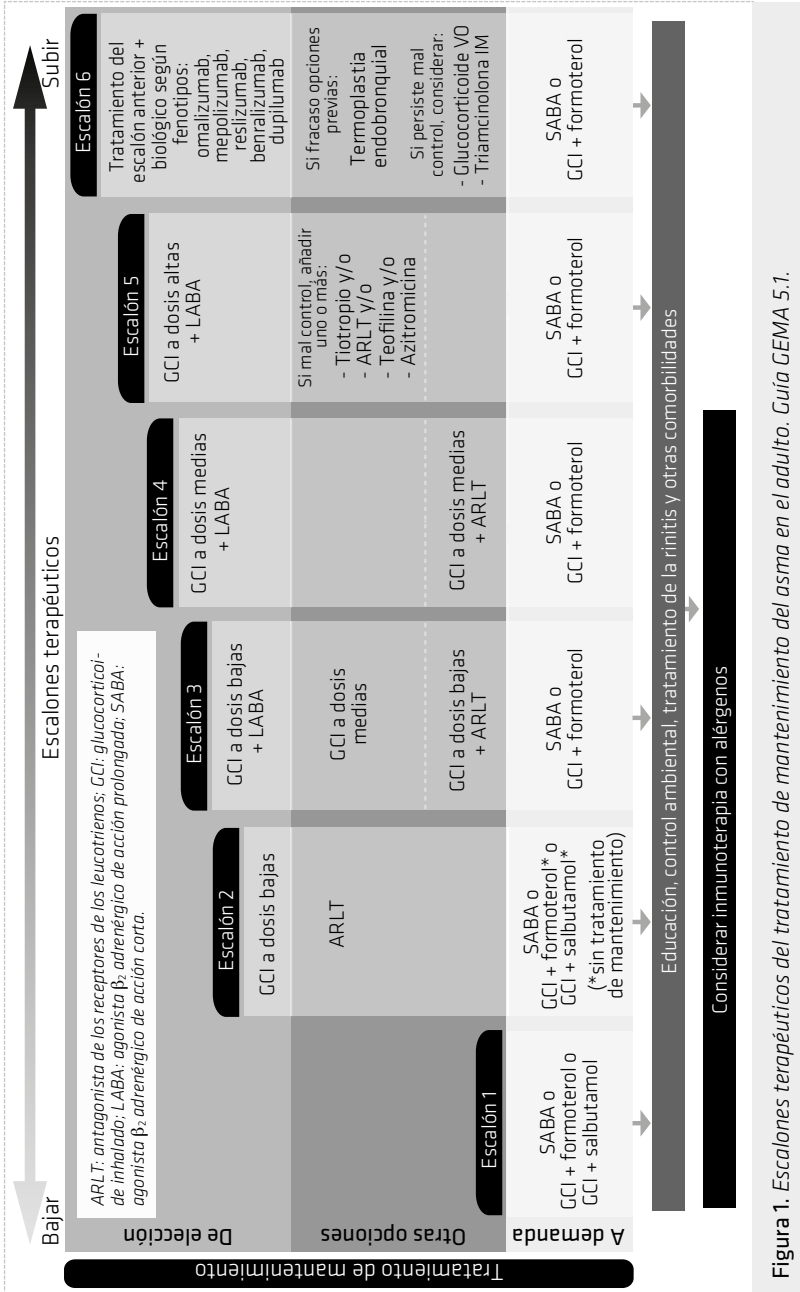 Bajar
Escalones terapéuticos
Subir
ARLT: antagonista de los receptores de los leucotrienos; GCI: glucocorticoi-
de inhalado; LABA: agonista β₂ adrenérgico de acción prolongada; SABA:
agonista β₂ adrenérgico de acción corta.
Tratamiento de mantenimiento
De elección
Otras opciones
A demanda
Escalón 1
SABA o
GCI + formoterol o
GCI + salbutamol
Escalón 2
GCI a dosis bajas
ARLT
SABA o
GCI + formoterol* o
GCI + salbutamol*
(*sin tratamiento
de mantenimiento)
Escalón 3
GCI a dosis bajas
+ LABA
GCI a dosis
medias
GCI a dosis bajas
+ ARLT
SABA o
GCI + formoterol
Escalón 4
GCI a dosis medias
+ LABA
GCI a dosis medias
+ ARLT
SABA o
GCI + formoterol
Escalón 5
GCI a dosis altas
+ LABA
Si mal control, añadir
uno o más:
- Tiotropio y/o
- ARLT y/o
- Teofilina y/o
- Azitromicina
SABA o
GCI + formoterol
Escalón 6
Tratamiento del
escalón anterior +
biológico según
fenotipos:
omalizumab,
mepolizumab,
reslizumab,
benralizumab,
dupilumab
Si fracaso opciones
previas:
Termoplastia
endobronquial
Si persiste mal
control, considerar:
- Glucocorticoide VO
- Triamcinolona IM
SABA o
GCI + formoterol
Educación, control ambiental, tratamiento de la rinitis y otras comorbilidades
Considerar inmunoterapia con alérgenos
Figura 1. Escalones terapéuticos del tratamiento de mantenimiento del asma en el adulto. Guía GEMA 5.1.